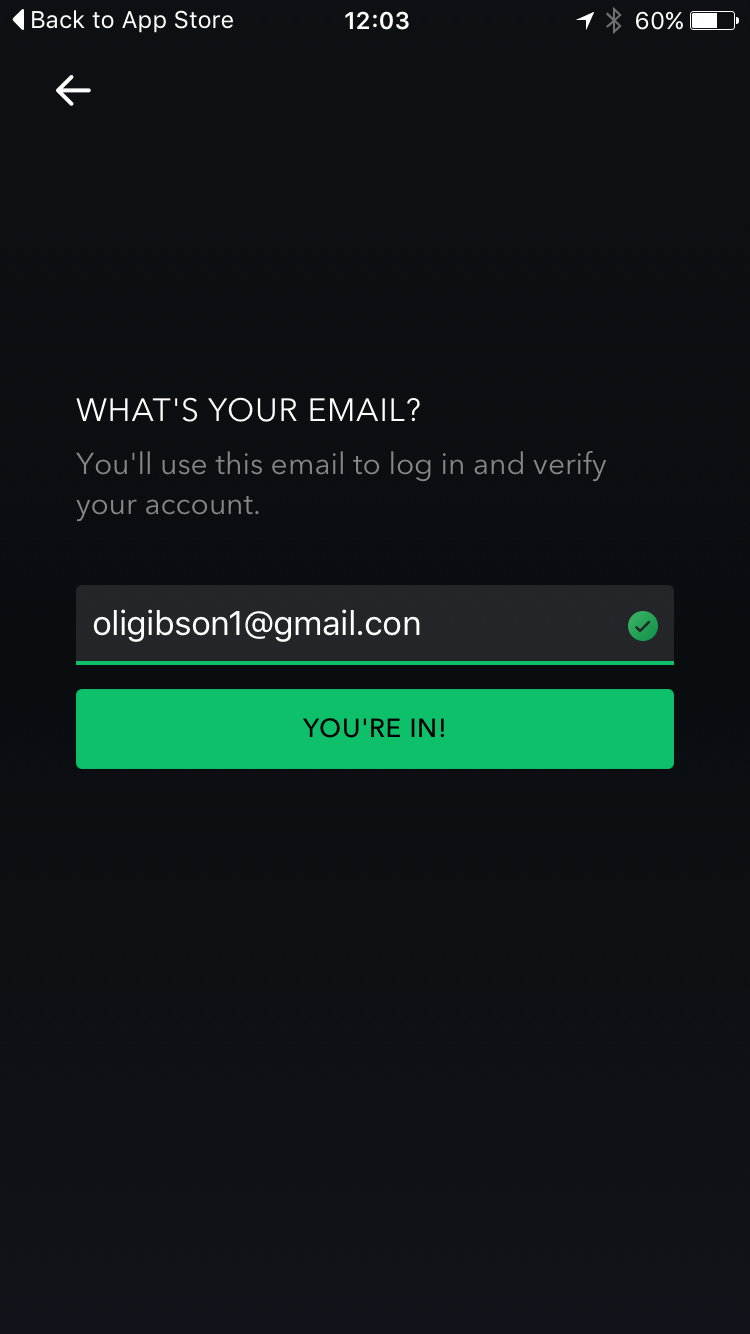 Back to App Store 12:03 60%
WHAT'S YOUR EMAIL?
You'll use this email to log in and verify
your account.
oligibson1@gmail.con
YOU'RE IN!